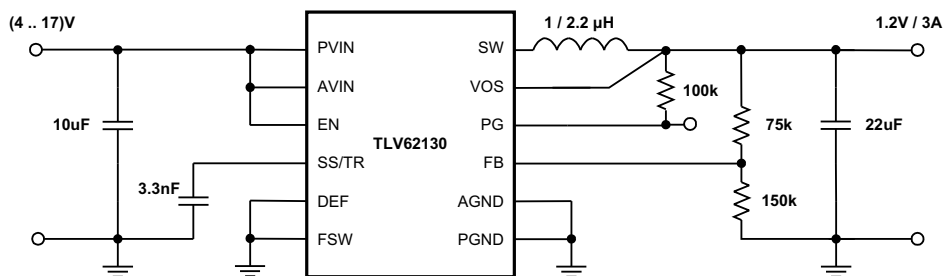 (4 .. 17)V
1 / 2.2 µH
1.2V / 3A
PVIN
SW
AVIN
VOS
100k
10uF
EN
PG
75k
22uF
TLV62130
SS/TR
FB
3.3nF
DEF
AGND
150k
FSW
PGND